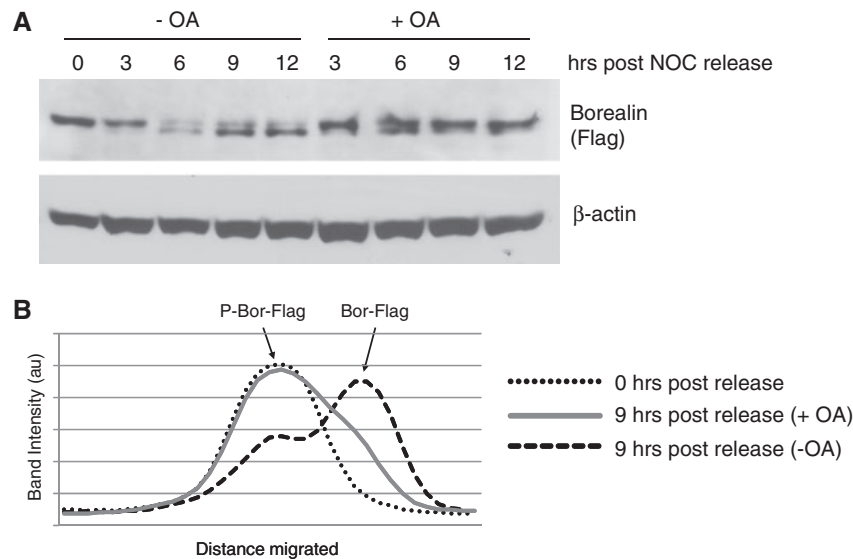 A
- OA + OA
0 3 6 9 12 3 6 9 12 hrs post NOC release
Borealin
(Flag)
β-actin
B
P-Bor-Flag Bor-Flag
Band Intensity (au)
0 hrs post release
9 hrs post release (+ OA)
9 hrs post release (-OA)
Distance migrated